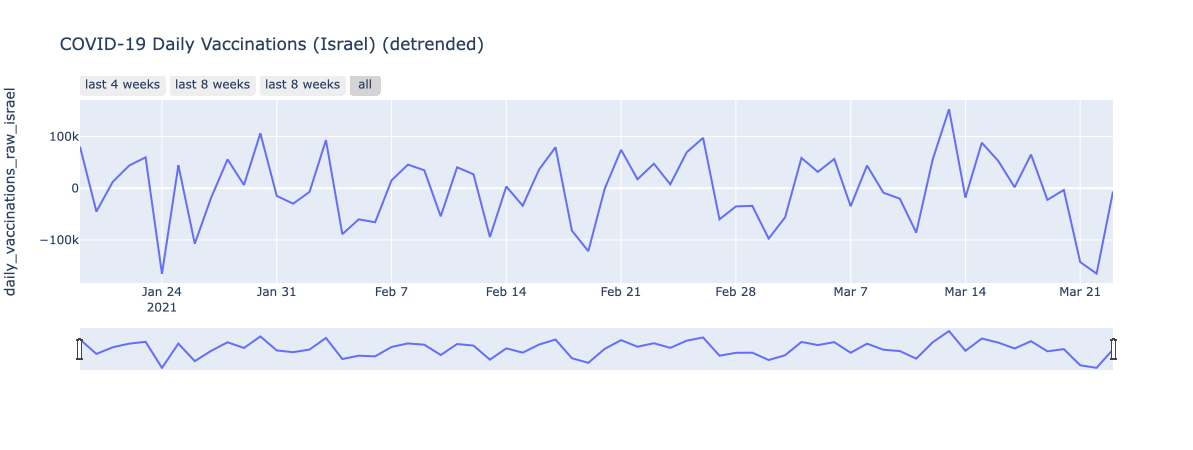 COVID-19 Daily Vaccinations (Israel) (detrended)
last 4 weeks last 8 weeks last 8 weeks all
daily_vaccinations_raw_israel
100k
0
−100k
Jan 24 Jan 31 Feb 7 Feb 14 Feb 21 Feb 28 Mar 7 Mar 14 Mar 21
2021